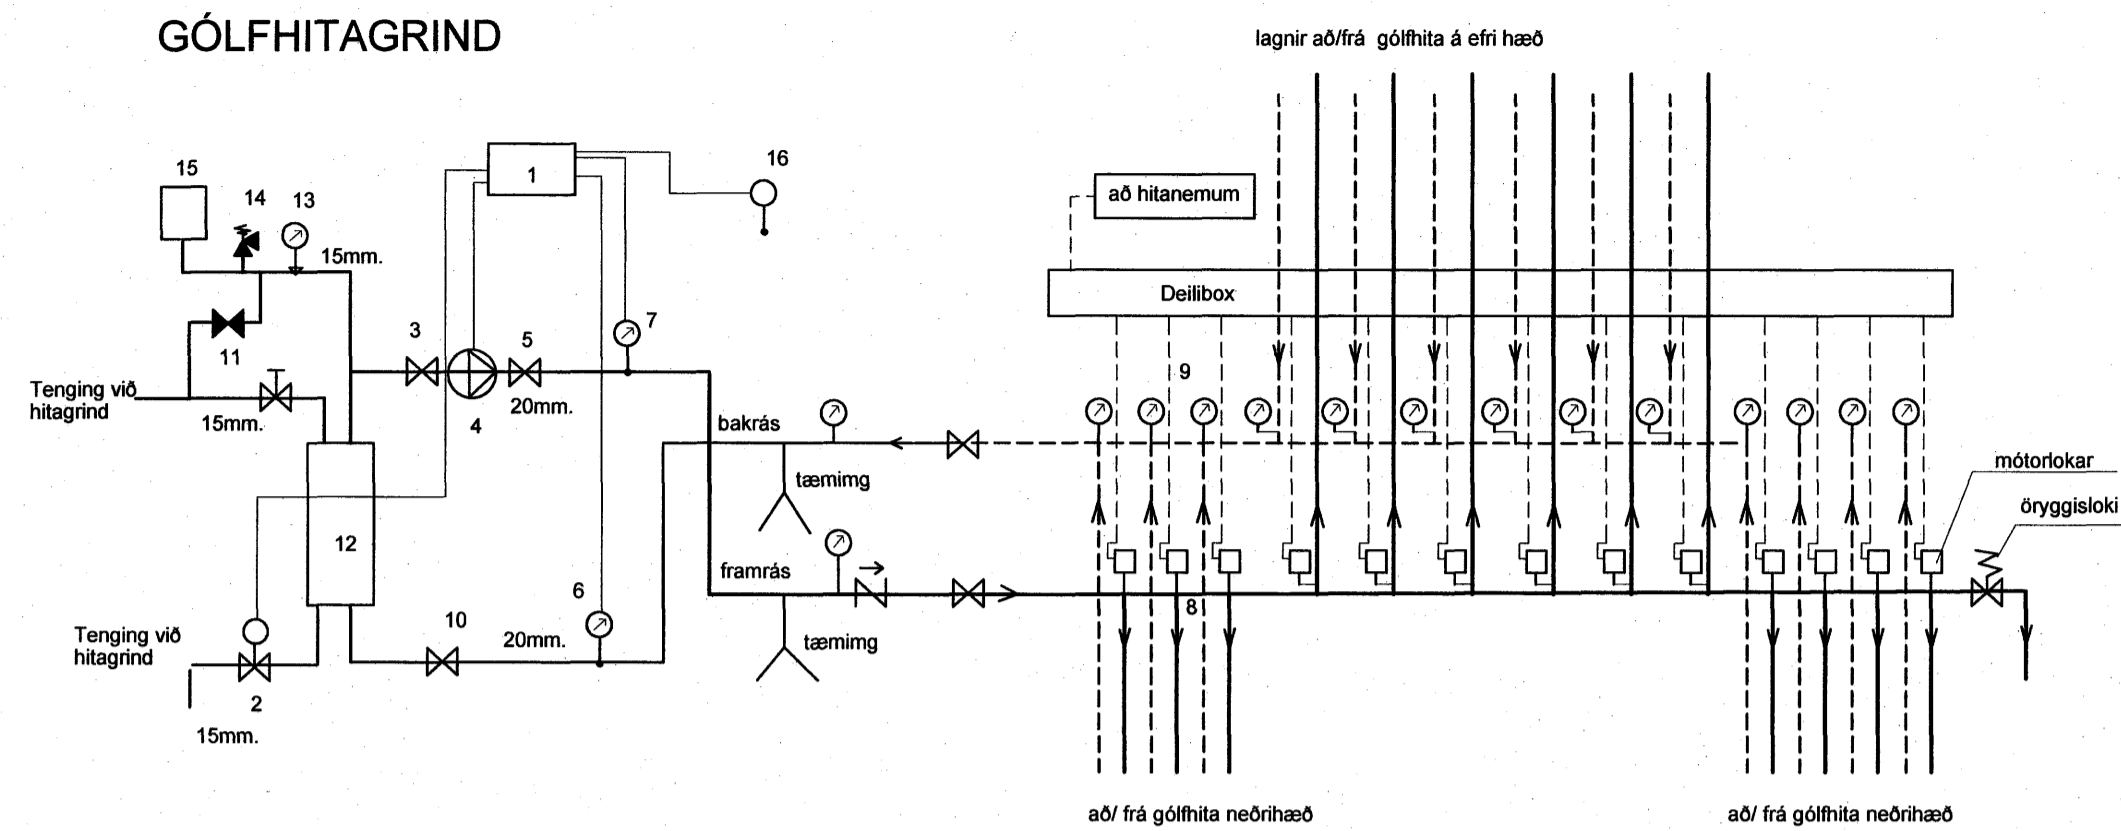 GÓLFHITAGRIND
lagnir að/frá gólfhita á efri hæð
15
14
13
1
16
að hitanemum
15mm.
Deilibox
11
3
5
7
9
Tenging við
hitagrind
15mm.
4
20mm.
bakrás
tæmimg
mótorlokar
öryggisloki
12
framrás
6
8
Tenging við
hitagrind
10
20mm.
tæmimg
2
15mm.
að/ frá gólfhita neðrihæð
að/ frá gólfhita neðrihæð